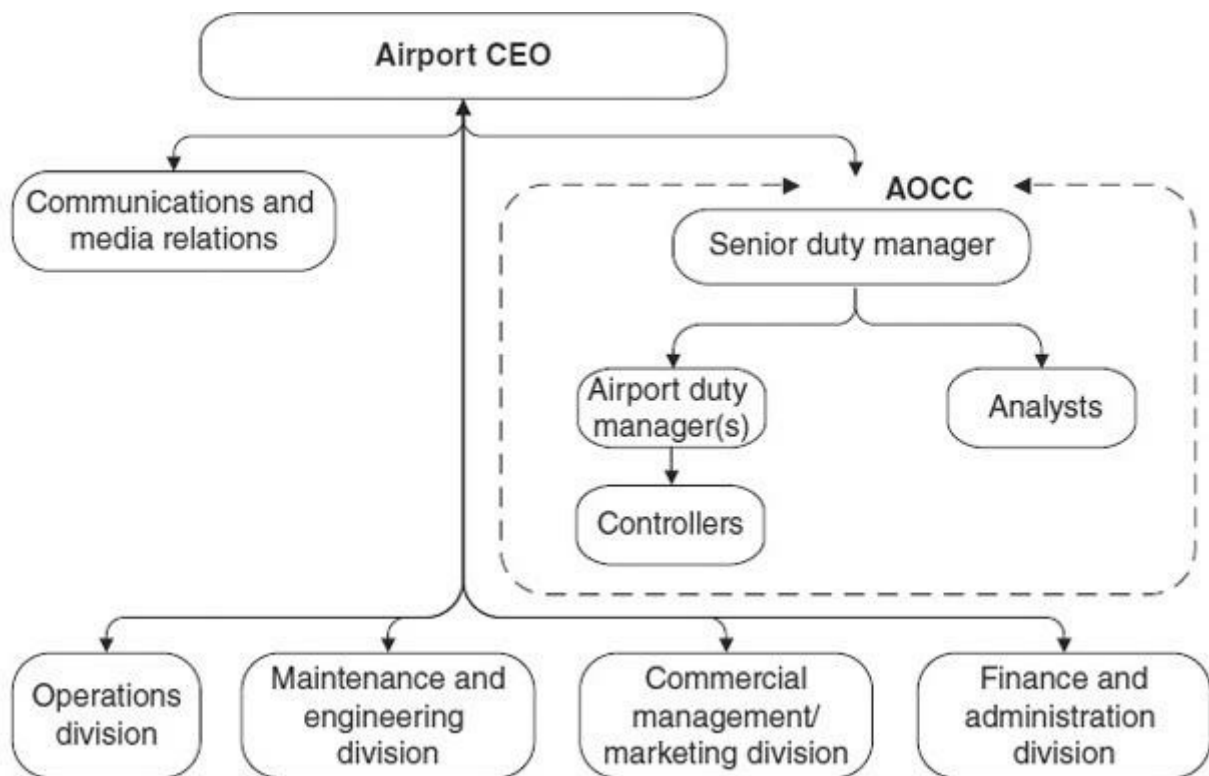 Airport CEO
Communications and
media relations
AOCC
Senior duty manager
Airport duty
manager(s)
Analysts
Controllers
Operations
division
Maintenance and
engineering
division
Commercial
management/
marketing division
Finance and
administration
division